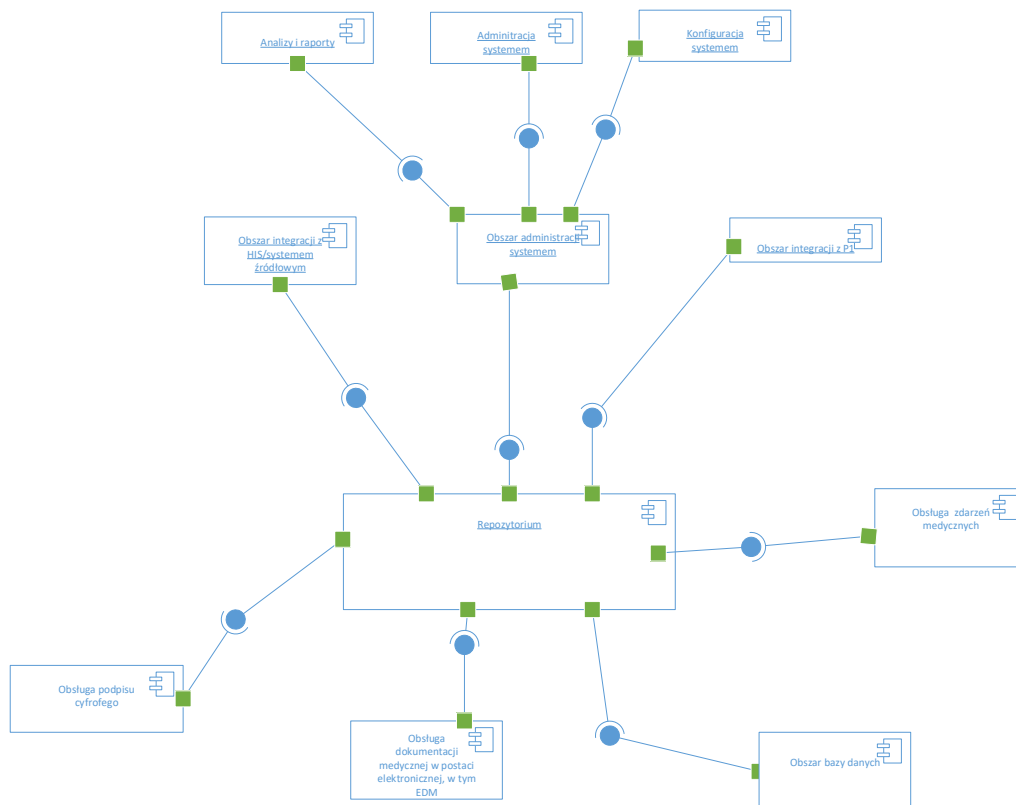 Analizy i raporty
Adminitracja
systemem
Konfiguracja
systemem
Obszar integracji z
HIS/systemem
źródłowym
Obszar administracji
systemem
Obszar integracji z P1
Repozytorium
Obsługa zdarzeń
medycznych
Obsługa podpisu
cyfrofego
Obsługa
dokumentacji
medycznej w postaci
elektronicznej, w tym
EDM
Obszar bazy danych